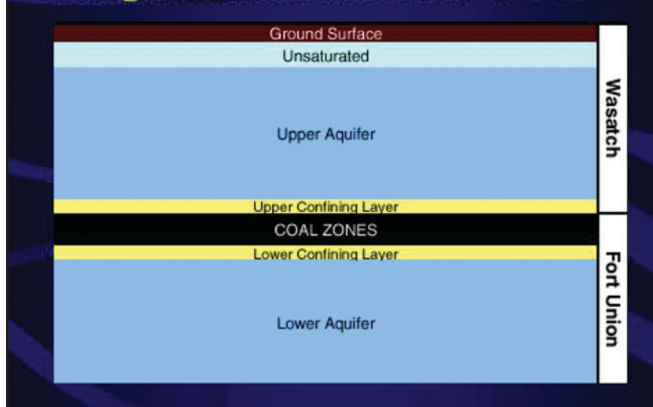 Ground Surface
Unsaturated
Upper Aquifer
Upper Confining Layer
COAL ZONES
Lower Confining Layer
Lower Aquifer
Wasatch
Fort Union